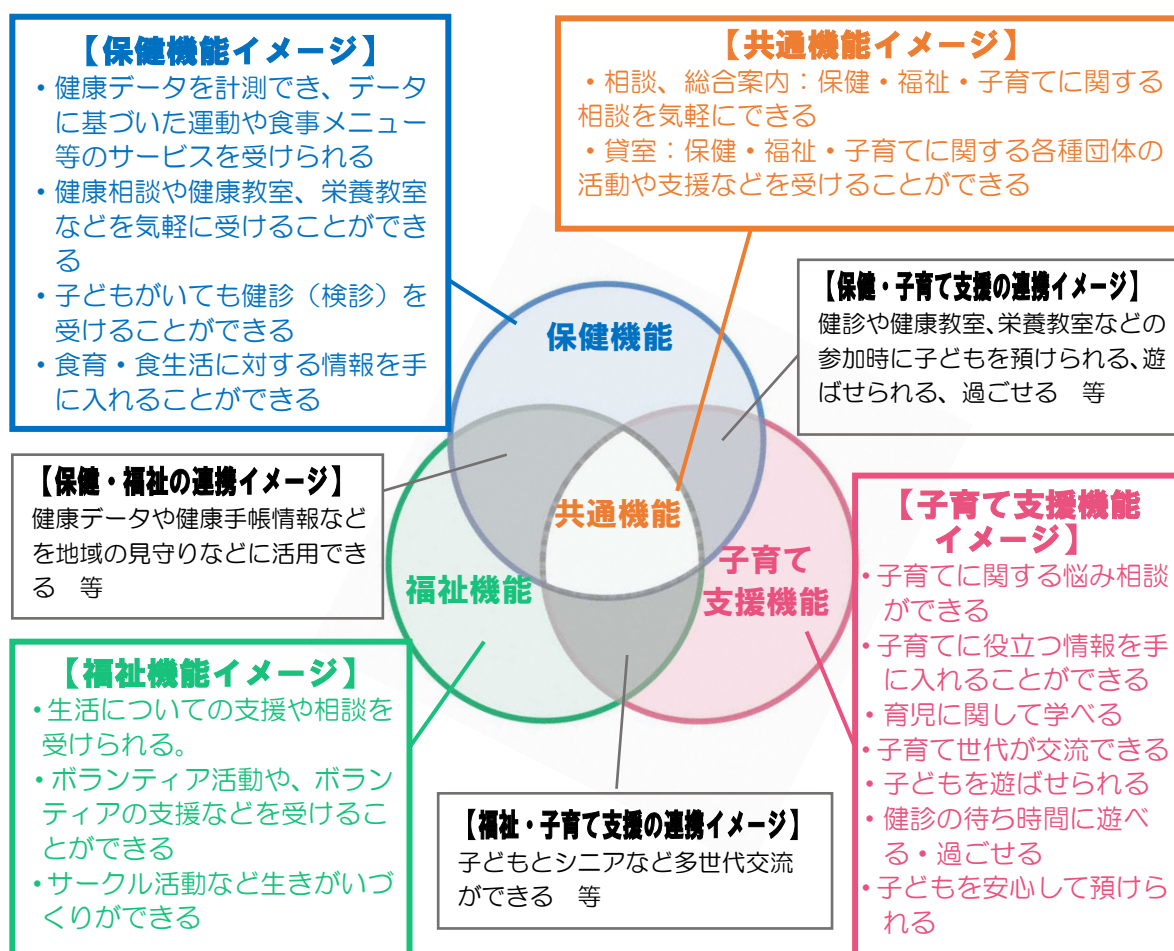 【保健機能イメージ】
・健康データを計測でき、データ
に基づいた運動や食事メニュー
等のサービスを受けられる
・健康相談や健康教室、栄養教室
などを気軽に受けることができ
る
・子どもがいても健診（検診）を
受けることができる
・食育・食生活に対する情報を手
に入れることができる
【共通機能イメージ】
・相談、総合案内：保健・福祉・子育てに関する
相談を気軽にできる
・貸室：保健・福祉・子育てに関する各種団体の
活動や支援などを受けることができる
【保健・子育て支援の連携イメージ】
健診や健康教室、栄養教室などの
参加時に子どもを預けられる、遊
ばせられる、過ごせる　等
保健機能
共通機能
福祉機能
子育て
支援機能
【保健・福祉の連携イメージ】
健康データや健康手帳情報など
を地域の見守りなどに活用でき
る　等
【子育て支援機能
イメージ】
・子育てに関する悩み相談
ができる
・子育てに役立つ情報を手
に入れることができる
・育児に関して学べる
・子育て世代が交流できる
・子どもを遊ばせられる
・健診の待ち時間に遊べ
る・過ごせる
・子どもを安心して預けら
れる
【福祉機能イメージ】
・生活についての支援や相談を
受けられる。
・ボランティア活動や、ボラン
ティアの支援などを受けるこ
とができる
・サークル活動など生きがいづ
くりができる
【福祉・子育て支援の連携イメージ】
子どもとシニアなど多世代交流
ができる　等